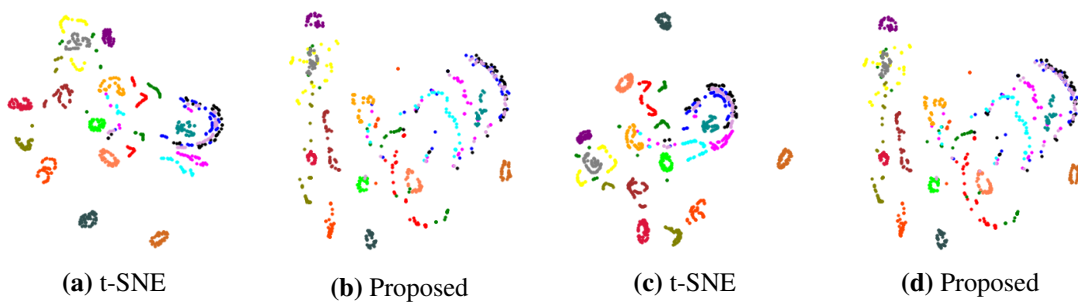 (a) t-SNE
(b) Proposed
(c) t-SNE
(d) Proposed